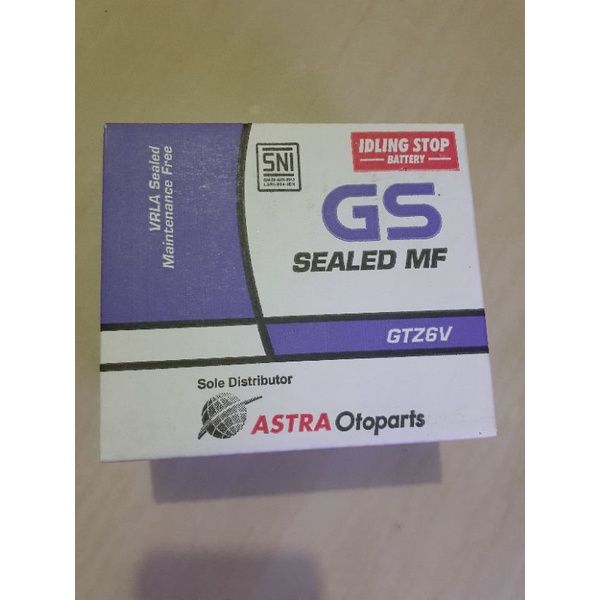 VRLA Sealed
Maintenance Free
SNI
IDLING STOP
BATTERY
GS
SEALED MF
GTZ6V
Sole Distributor
ASTRA Otoparts